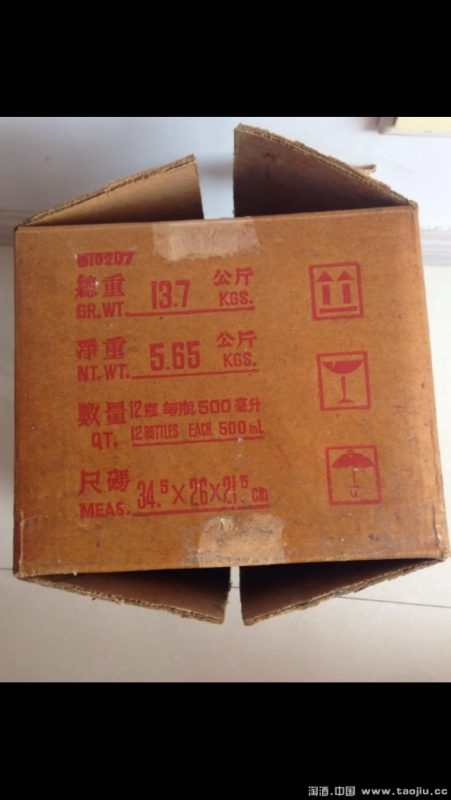 810207
總重 13.7 公斤
GR.WT. KGS.
淨重 5.65 公斤
N.T. WT. KGS.
數量 12瓶 每瓶 500 毫升
QT. 12 BOTTLES EACH 500 mL
尺碼 34.5 × 26 × 21.5 cm
MEAS.
淘酒.中国 www.taojiu.cc